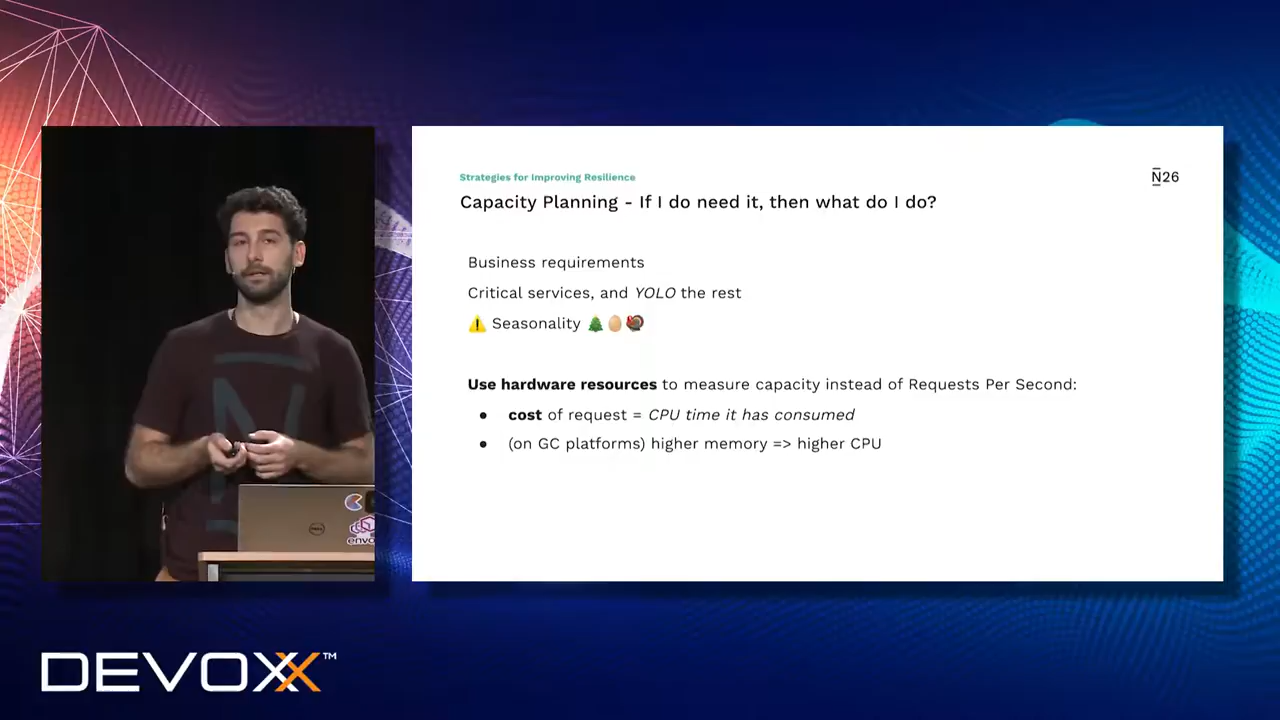 Strategies for Improving Resilience
N26
Capacity Planning - If I do need it, then what do I do?
Business requirements
Critical services, and YOLO the rest
⚠️ Seasonality 🎄🥚🦃
Use hardware resources to measure capacity instead of Requests Per Second:
● cost of request = CPU time it has consumed
● (on GC platforms) higher memory => higher CPU
N
DELL
envo
DEVOXX™